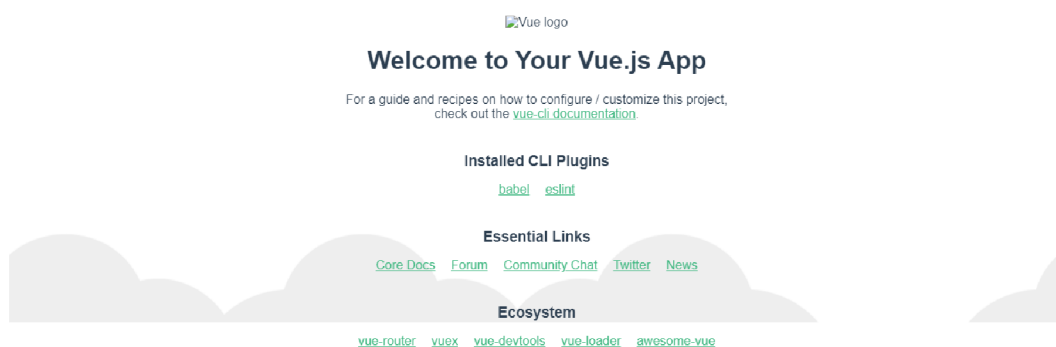 Vue logo
Welcome to Your Vue.js App
For a guide and recipes on how to configure / customize this project,
check out the vue-cli documentation.
Installed CLI Plugins
babel eslint
Essential Links
Core Docs Forum Community Chat Twitter News
Ecosystem
vue-router vuex vue-devtools vue-loader awesome-vue